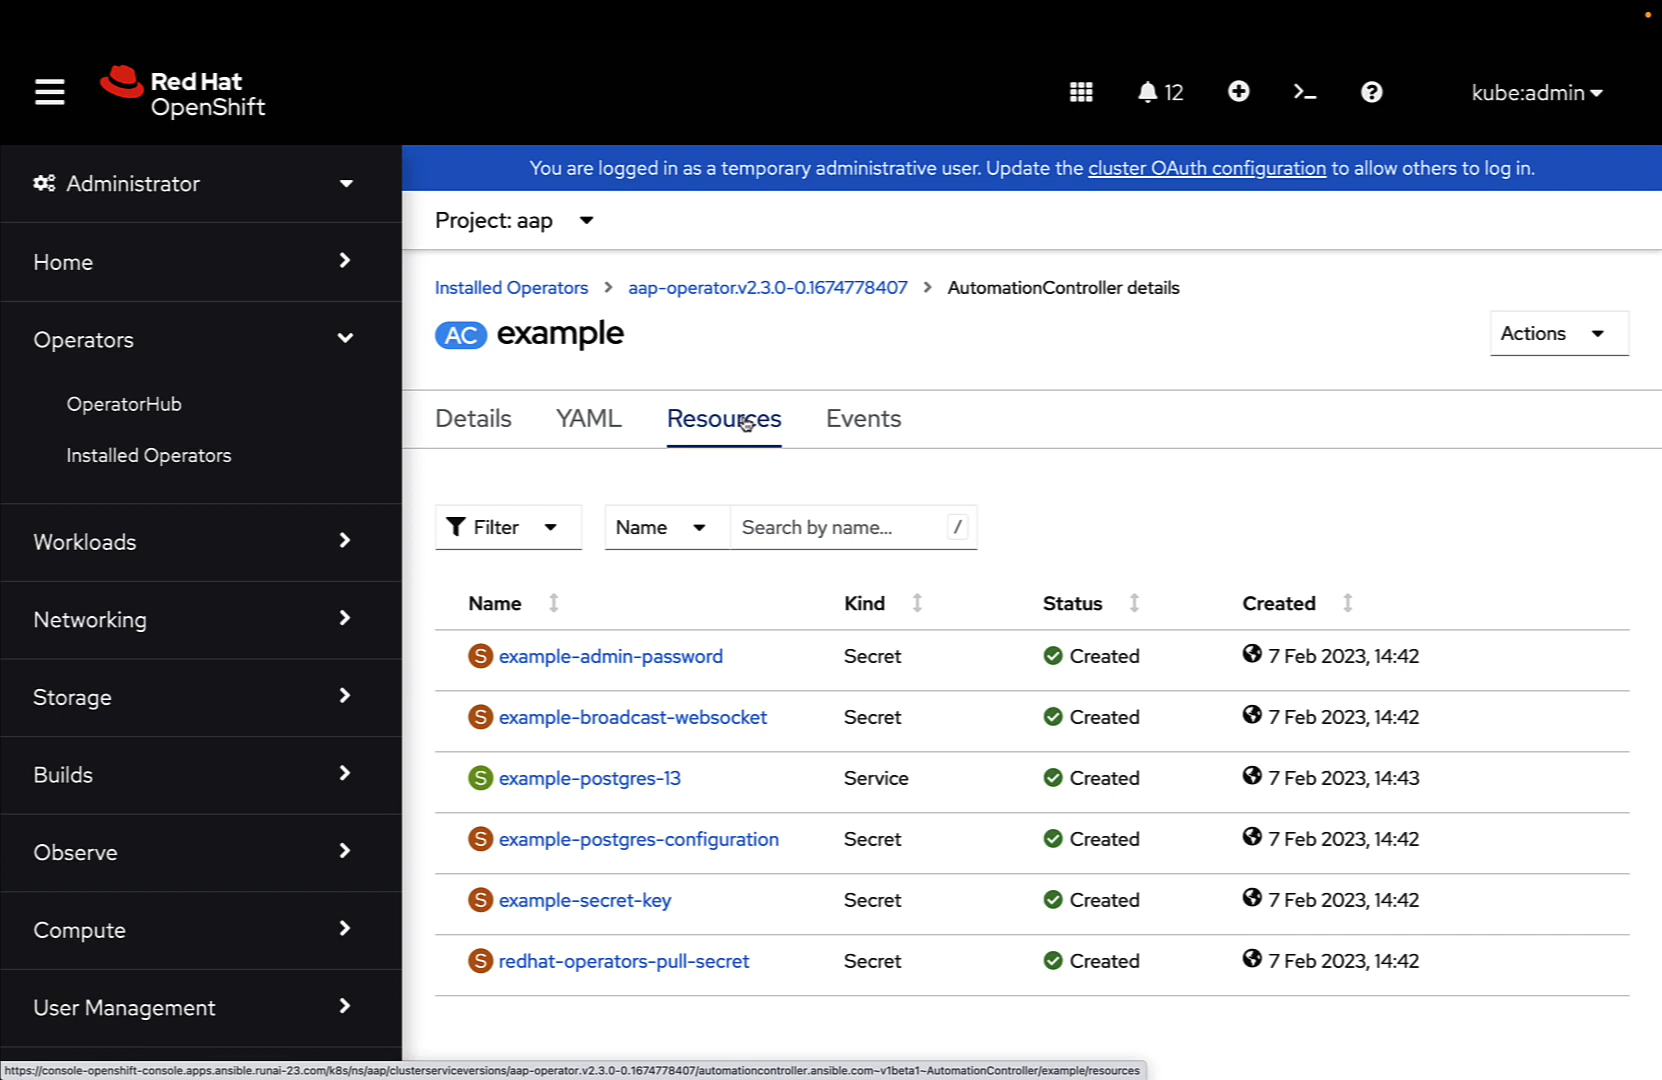 Red Hat
OpenShift
12
kube:admin
Administrator
Home
Operators
OperatorHub
Installed Operators
Workloads
Networking
Storage
Builds
Observe
Compute
User Management
You are logged in as a temporary administrative user. Update the cluster OAuth configuration to allow others to log in.
Project: aap
Installed Operators > aap-operator.v2.3.0-0.1674778407 > AutomationController details
AC example
Actions
Details YAML Resources Events
Filter Name Search by name... /
Name Kind Status Created
S example-admin-password Secret Created 7 Feb 2023, 14:42
S example-broadcast-websocket Secret Created 7 Feb 2023, 14:42
S example-postgres-13 Service Created 7 Feb 2023, 14:43
S example-postgres-configuration Secret Created 7 Feb 2023, 14:42
S example-secret-key Secret Created 7 Feb 2023, 14:42
S redhat-operators-pull-secret Secret Created 7 Feb 2023, 14:42
https://console-openshift-console.apps.ansible.runai-23.com/k8s/ns/aap/clusterserviceversions/aap-operator.v2.3.0-0.1674778407/automationcontroller.ansible.com~v1beta1~AutomationController/example/resources